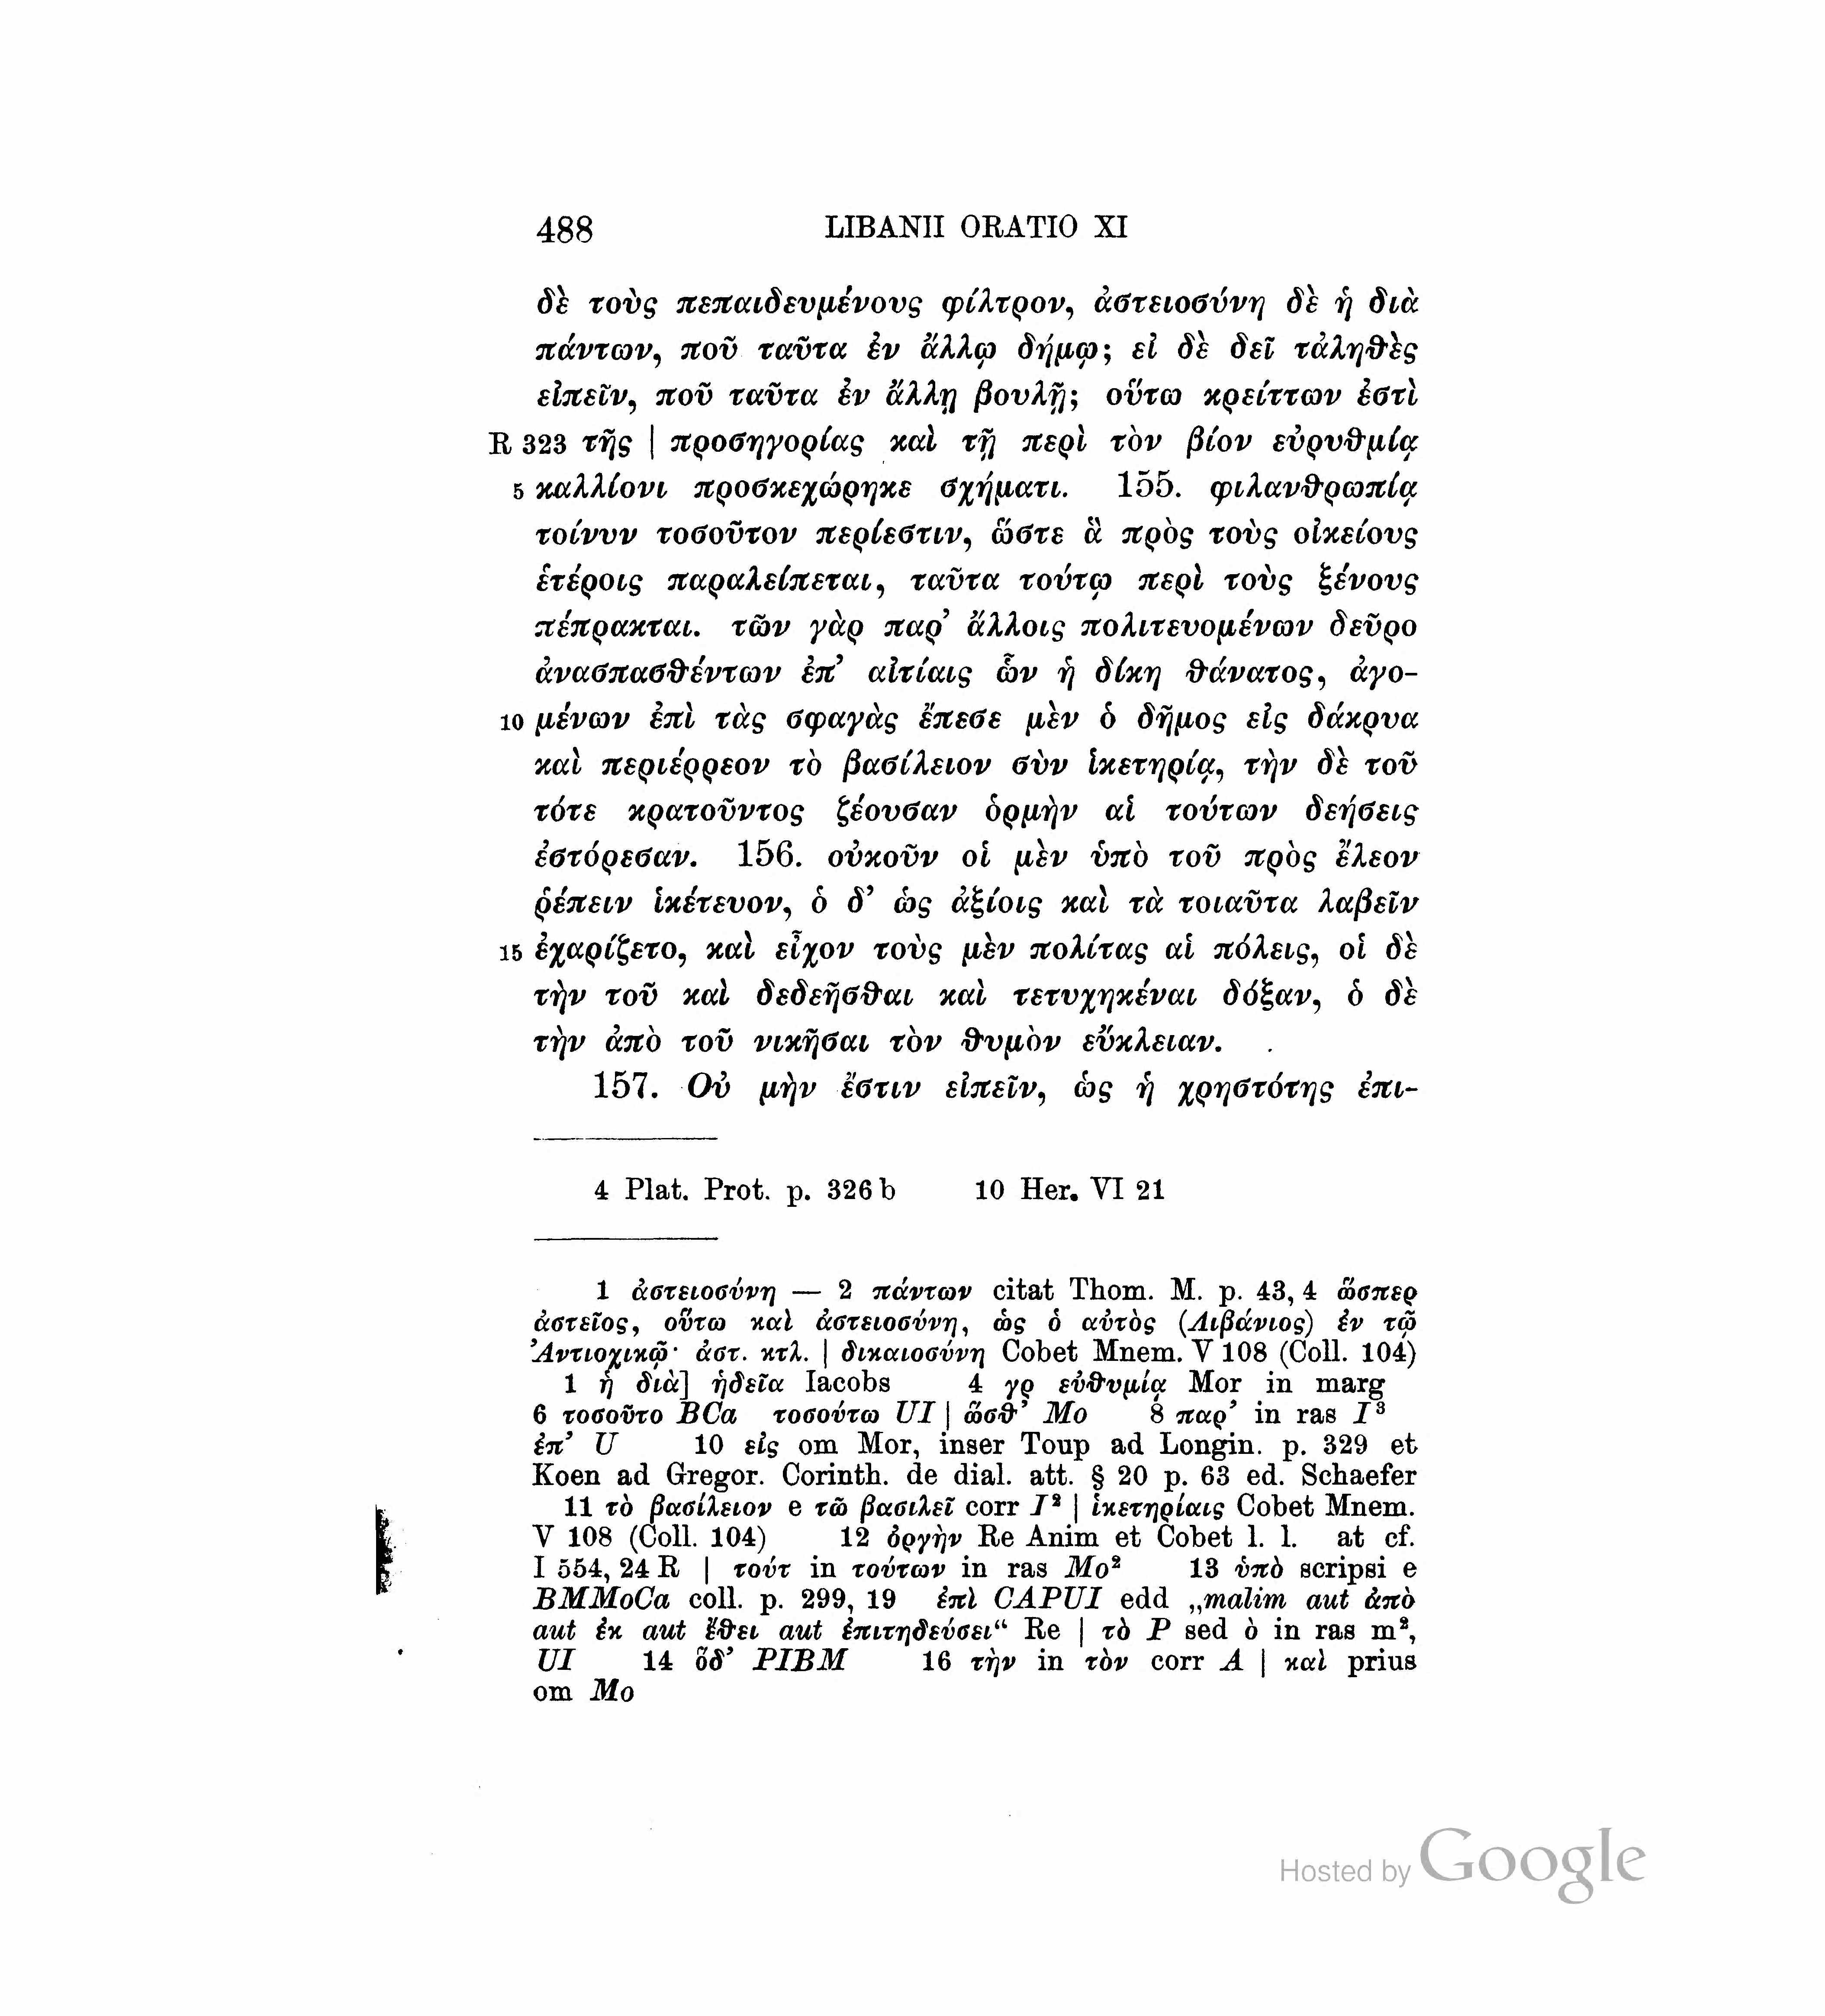 488 LIBANII ORATIO XI
δὲ τοὺς πεπαιδευμένους φίλτρον, ἀστειοσύνη δὲ ἡ διὰ
πάντων, ποῦ ταῦτα ἐν ἄλλῳ δήμῳ; εἰ δὲ δεῖ τἀληθὲς
εἰπεῖν, ποῦ ταῦτα ἐν ἄλλῃ βουλῇ; οὕτω κρείττων ἐστὶ
R 323 τῆς | προσηγορίας καὶ τῇ περὶ τὸν βίον εὐρυθμίᾳ
5 καλλίονι προσκεχώρηκε σχήματι. 155. φιλανθρωπίᾳ
τοίνυν τοσοῦτον περίεστιν, ὥστε ἃ πρὸς τοὺς οἰκείους
ἑτέροις παραλείπεται, ταῦτα τούτῳ περὶ τοὺς ξένους
πέπρακται. τῶν γὰρ παρ’ ἄλλοις πολιτευομένων δεῦρο
ἀνασπασθέντων ἐπ’ αἰτίαις ὧν ἡ δίκη θάνατος, ἀγο-
10 μένων ἐπὶ τὰς σφαγὰς ἔπεσε μὲν ὁ δῆμος εἰς δάκρυα
καὶ περιέρρεον τὸ βασίλειον σὺν ἱκετηρίᾳ, τὴν δὲ τοῦ
τότε κρατοῦντος ζέουσαν ὁρμὴν αἱ τούτων δεήσεις
ἐστόρεσαν. 156. οὐκοῦν οἱ μὲν ὑπὸ τοῦ πρὸς ἔλεον
ῥέπειν ἱκέτευον, ὁ δ’ ὡς ἀξίοις καὶ τὰ τοιαῦτα λαβεῖν
15 ἐχαρίζετο, καὶ εἶχον τοὺς μὲν πολίτας αἱ πόλεις, οἱ δὲ
τὴν τοῦ καὶ δεδεῆσθαι καὶ τετυχηκέναι δόξαν, ὁ δὲ
τὴν ἀπὸ τοῦ νικῆσαι τὸν θυμὸν εὔκλειαν.
157. Οὐ μὴν ἔστιν εἰπεῖν, ὡς ἡ χρηστότης ἐπι-
4 Plat. Prot. p. 326 b 10 Her. VI 21
1 ἀστειοσύνη — 2 πάντων citat Thom. M. p. 43, 4 ὥσπερ
ἀστεῖος, οὕτω καὶ ἀστειοσύνη, ὡς ὁ αὐτὸς (Λιβάνιος) ἐν τῷ
Ἀντιοχικῷ· ἀστ. κτλ. | δικαιοσύνη Cobet Mnem. V 108 (Coll. 104)
1 ἡ διὰ] ἡδεῖα Iacobs 4 γρ εὐθυμίᾳ Mor in marg
6 τοσοῦτο BCa τοσούτω UI | ὥσθ’ Mo 8 παρ’ in ras I³
ἐπ’ U 10 εἰς om Mor, inser Toup ad Longin. p. 329 et
Koen ad Gregor. Corinth. de dial. att. § 20 p. 63 ed. Schaefer
11 τὸ βασίλειον e τῶ βασιλεῖ corr I² | ἱκετηρίαις Cobet Mnem.
V 108 (Coll. 104) 12 ὀργὴν Re Anim et Cobet l. l. at cf.
I 554, 24 R | τούτ in τούτων in ras Mo² 13 ὑπὸ scripsi e
BMMoCa coll. p. 299, 19 ἐπὶ CAPUI edd „malim aut ἀπὸ
aut ἐκ aut ἔθει aut ἐπιτηδεύσει“ Re | τὸ P sed ὸ in ras m²,
UI 14 ὅδ’ PIBM 16 τὴν in τὸν corr A | καὶ prius
om Mo
Hosted by Google